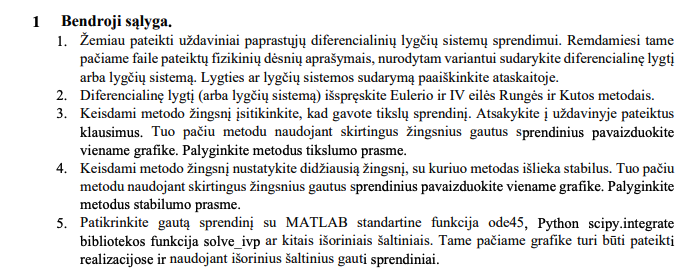 1 Bendroji sąlyga.
1. Žemiau pateikti uždaviniai paprastųjų diferencialinių lygčių sistemų sprendimui. Remdamiesi tame
pačiame faile pateiktų fizikinių dėsnių aprašymais, nurodytam variantui sudarykite diferencialinę lygtį
arba lygčių sistemą. Lygties ar lygčių sistemos sudarymą paaiškinkite ataskaitoje.
2. Diferencialinę lygtį (arba lygčių sistemą) išspręskite Eulerio ir IV eilės Rungės ir Kutos metodais.
3. Keisdami metodo žingsnį įsitikinkite, kad gavote tikslų sprendinį. Atsakykite į uždavinyje pateiktus
klausimus. Tuo pačiu metodu naudojant skirtingus žingsnius gautus sprendinius pavaizduokite
viename grafike. Palyginkite metodus tikslumo prasme.
4. Keisdami metodo žingsnį nustatykite didžiausią žingsnį, su kuriuo metodas išlieka stabilus. Tuo pačiu
metodu naudojant skirtingus žingsnius gautus sprendinius pavaizduokite viename grafike. Palyginkite
metodus stabilumo prasme.
5. Patikrinkite gautą sprendinį su MATLAB standartine funkcija ode45, Python scipy.integrate
bibliotekos funkcija solve_ivp ar kitais išoriniais šaltiniais. Tame pačiame grafike turi būti pateikti
realizacijose ir naudojant išorinius šaltinius gauti sprendiniai.